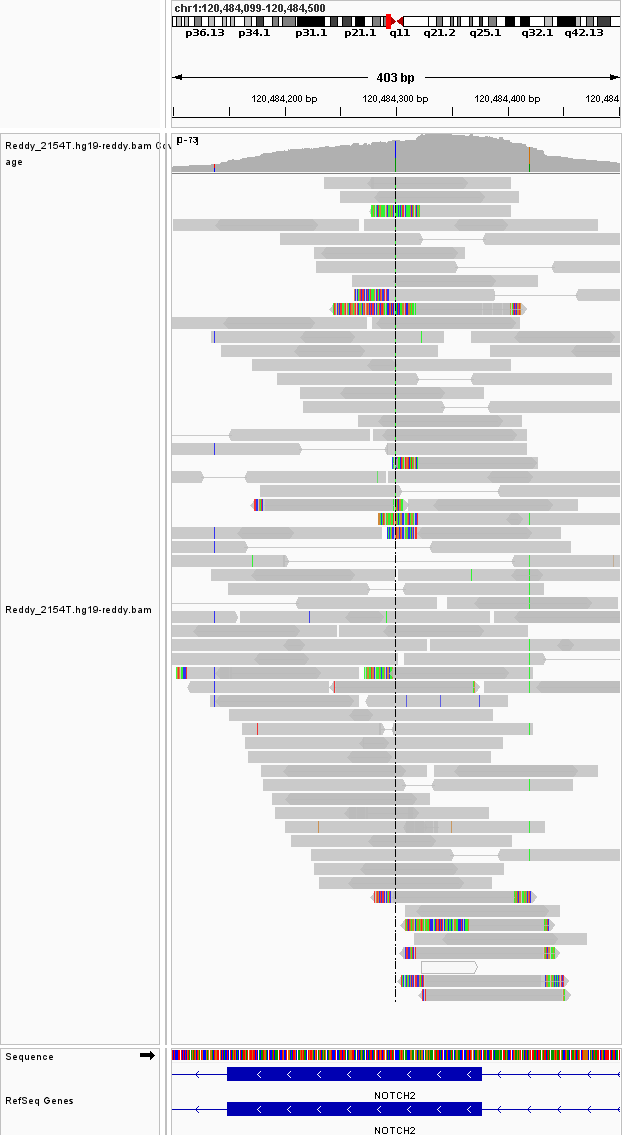 chr1:120,484,099-120,484,500
p36.13 p34.1 p31.1 p21.1 q11 q21.2 q25.1 q32.1 q42.13
403 bp
120,484,200 bp 120,484,300 bp 120,484,400 bp 120,484
Reddy_2154T.hg19-reddy.bam Cov
age
[0-73]
Reddy_2154T.hg19-reddy.bam
Sequence
NOTCH2
RefSeq Genes
NOTCH2